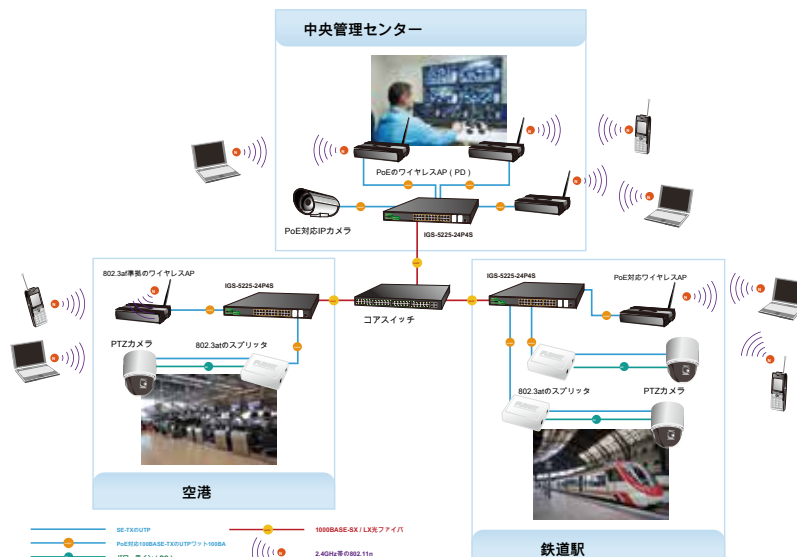 中央管理センター
PoEのワイヤレスAP ( PD )
PoE対応IPカメラ
IGS-5225-24P4S
802.3af準拠のワイヤレスAP
IGS-5225-24P4S
コアスイッチ
IGS-5225-24P4S
PoE対応ワイヤレスAP
PTZカメラ
802.3atのスプリッタ
802.3atのスプリッタ
PTZカメラ
空港
鉄道駅
SE-TXのUTP
1000BASE-SX / LX光ファイバ
PoE対応100BASE-TXのUTPワット100BA
2.4GHz帯の802.11n